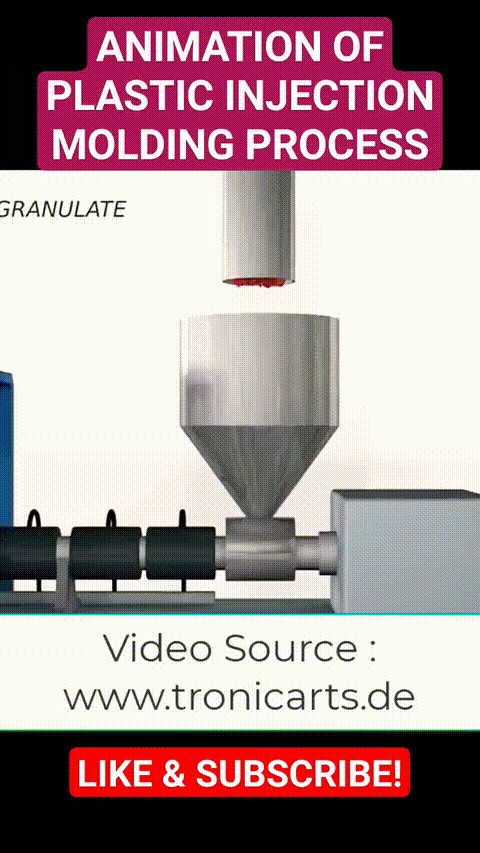 ANIMATION OF
PLASTIC INJECTION
MOLDING PROCESS
GRANULATE
Video Source :
www.tronicarts.de
LIKE & SUBSCRIBE!